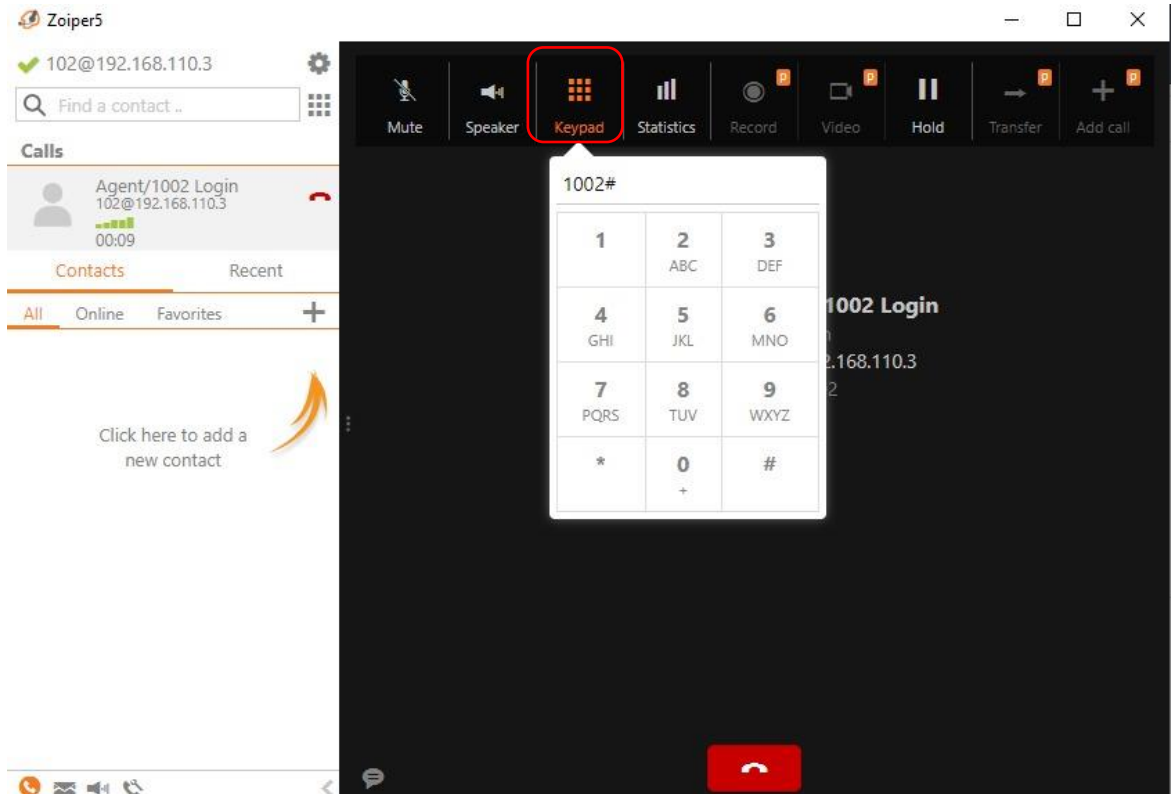 Zoiper5
102@192.168.110.3
Find a contact ..
Calls
Agent/1002 Login
102@192.168.110.3
00:09
Contacts Recent
All Online Favorites
Click here to add a
new contact
P P P P
Mute Speaker Keypad Statistics Record Video Hold Transfer Add call
1002#
1 2 3
ABC DEF
4 5 6
GHI JKL MNO
7 8 9
PQRS TUV WXYZ
* 0 #
+
1002 Login
2.168.110.3
2